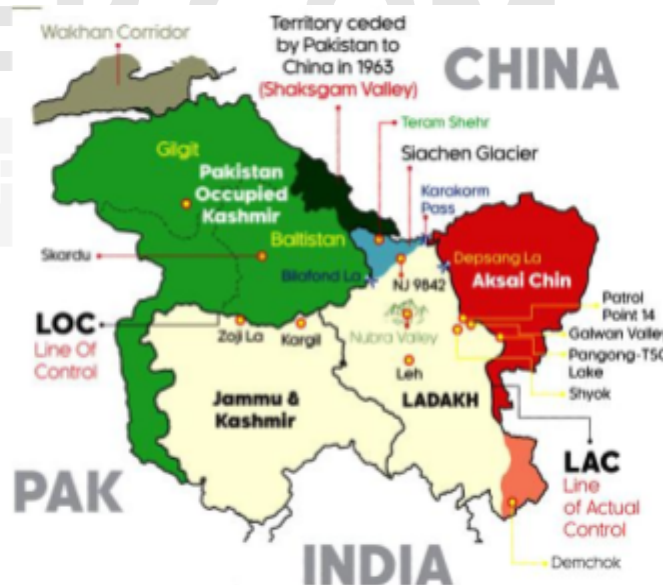 Wakhan Corridor
Territory ceded
by Pakistan to
China in 1963
(Shaksgam Valley)
CHINA
Teram Shehr
Siachen Glacier
Karakorm
Pass
Gilgit
Pakistan
Occupied
Kashmir
Baltistan
Skardu
Bilafond La
NJ 9842
Depsang La
Aksai Chin
Patrol
Point 14
Galwan Valley
Pangong-TSO
Lake
Shyok
LOC
Line Of
Control
Zoji La
Kargil
Nubra Valley
Leh
Jammu &
Kashmir
LADAKH
LAC
Line
of Actual
Control
PAK
INDIA
Demchok